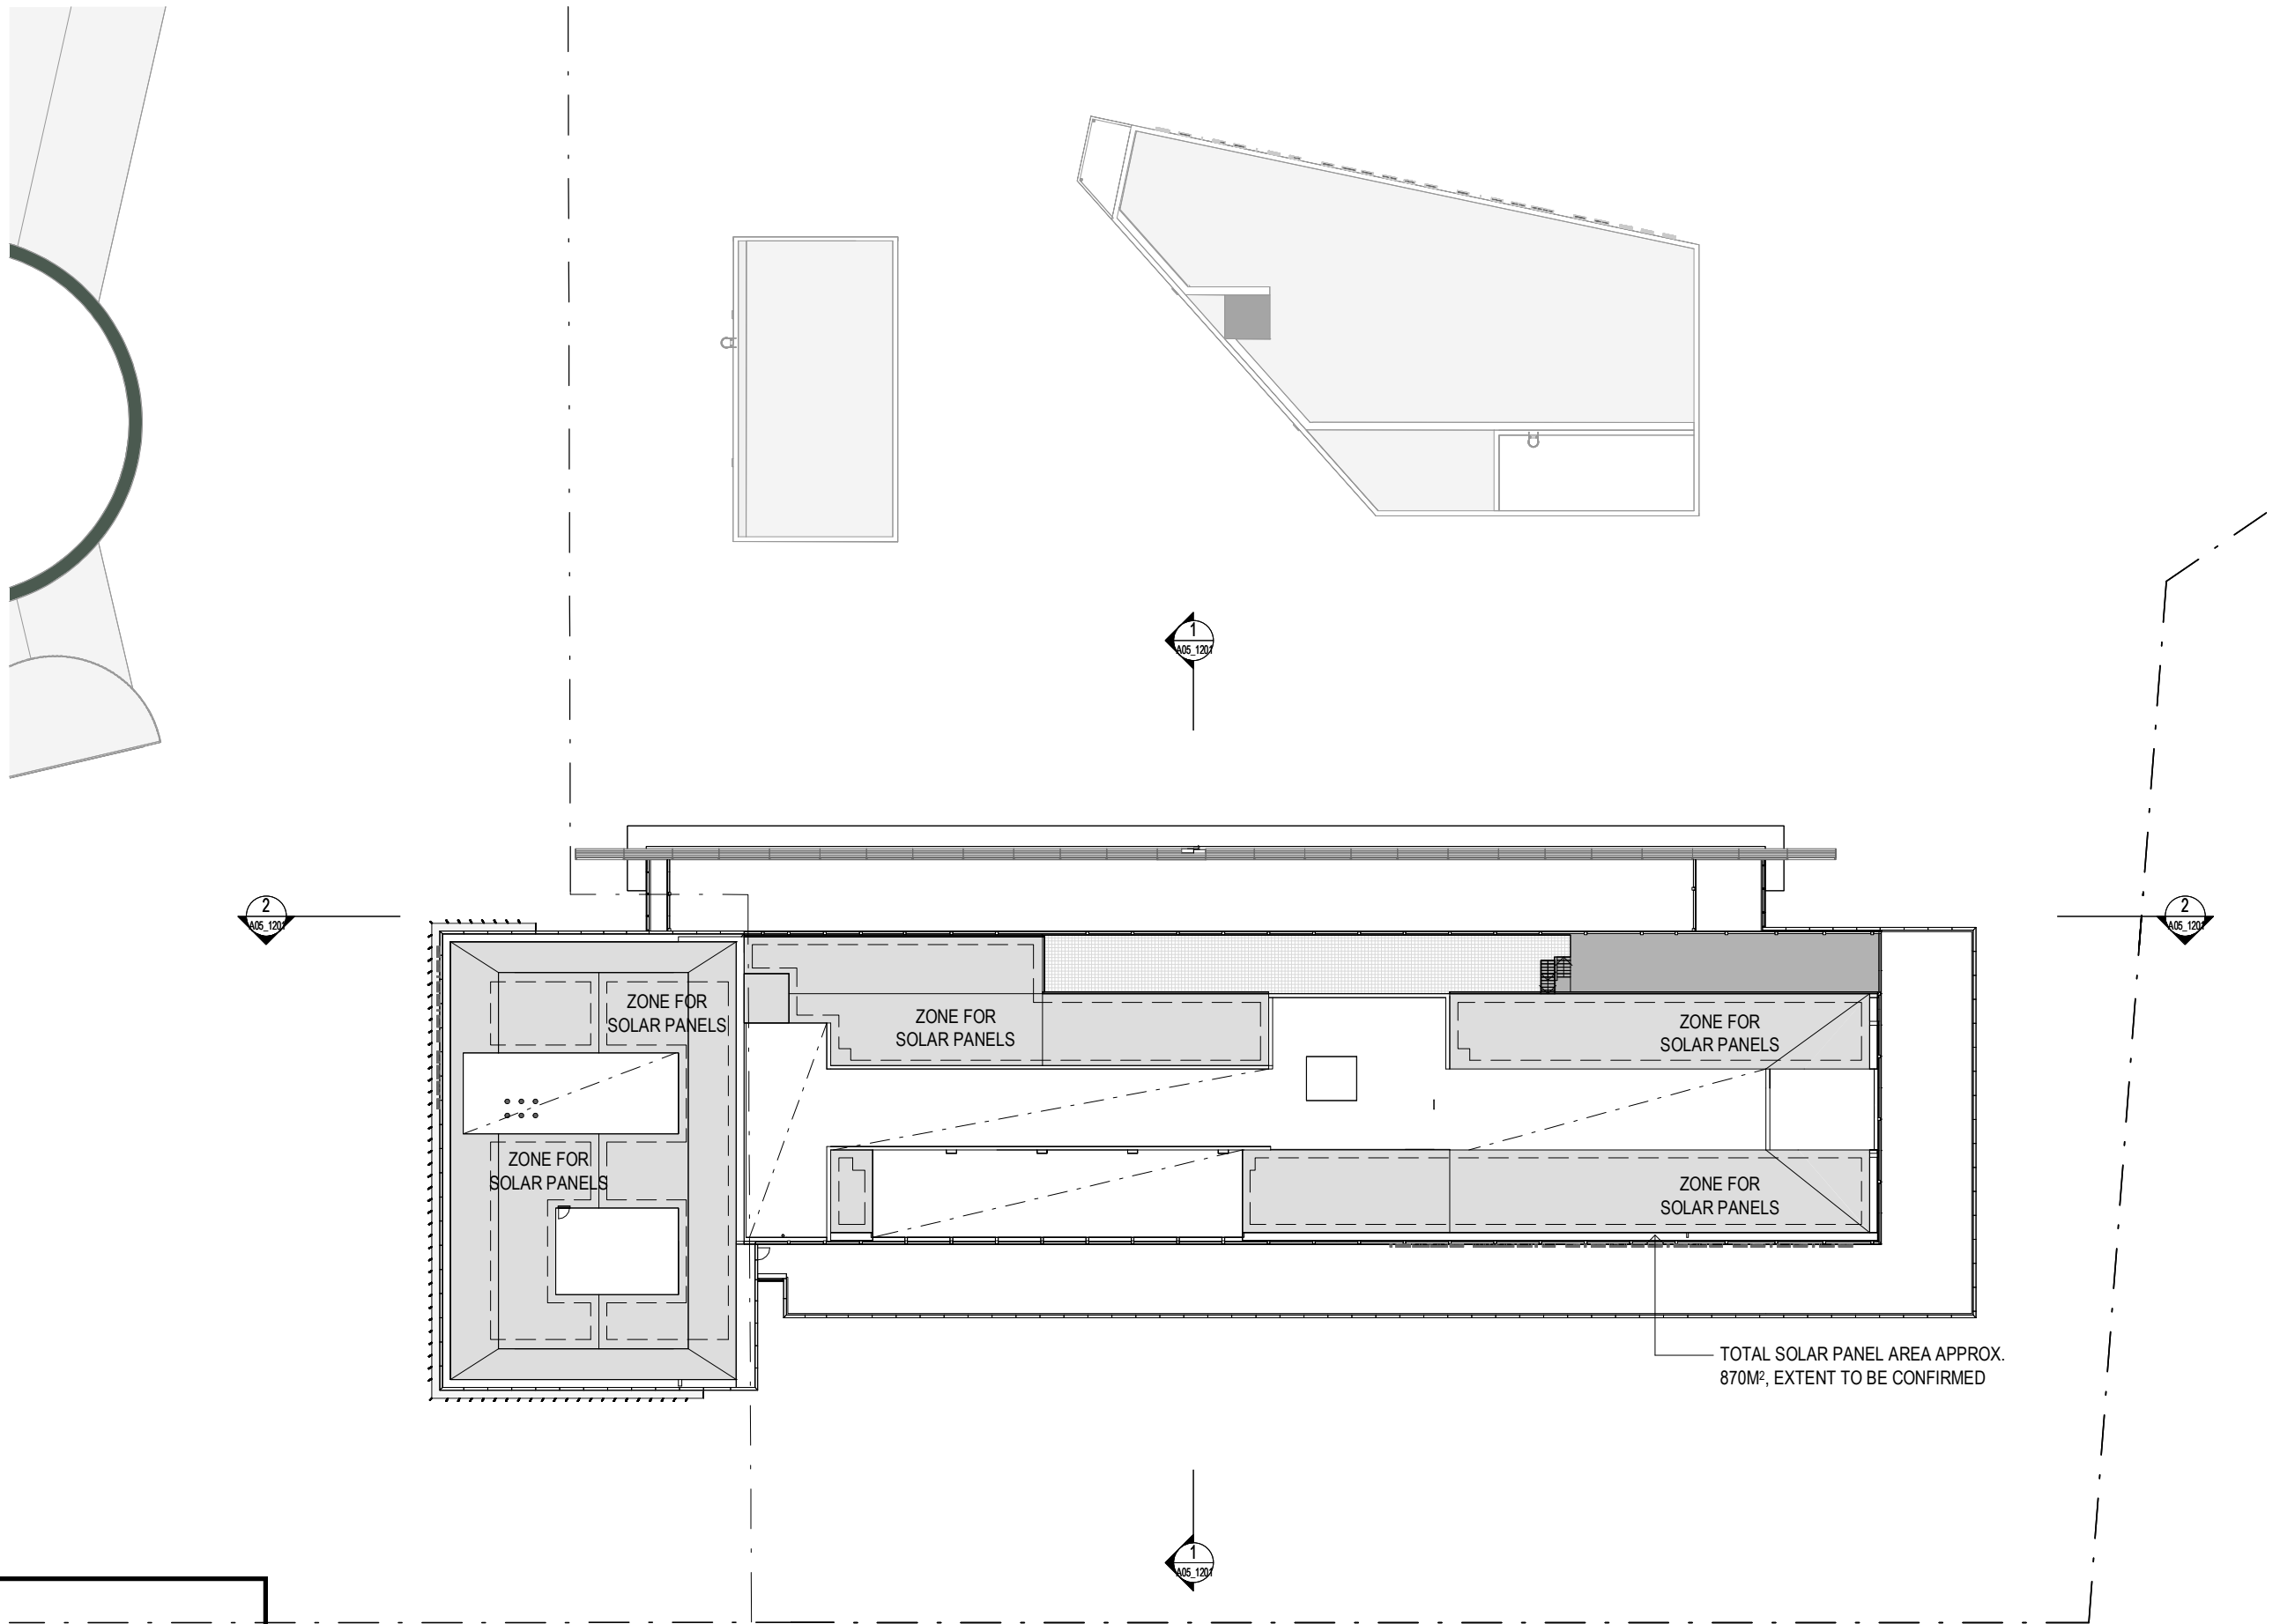 1
A05_1201
2
A05_1201
2
A05_1201
ZONE FOR
SOLAR PANELS
ZONE FOR
SOLAR PANELS
ZONE FOR
SOLAR PANELS
ZONE FOR
SOLAR PANELS
ZONE FOR
SOLAR PANELS
TOTAL SOLAR PANEL AREA APPROX.
870M², EXTENT TO BE CONFIRMED
1
A05_1201